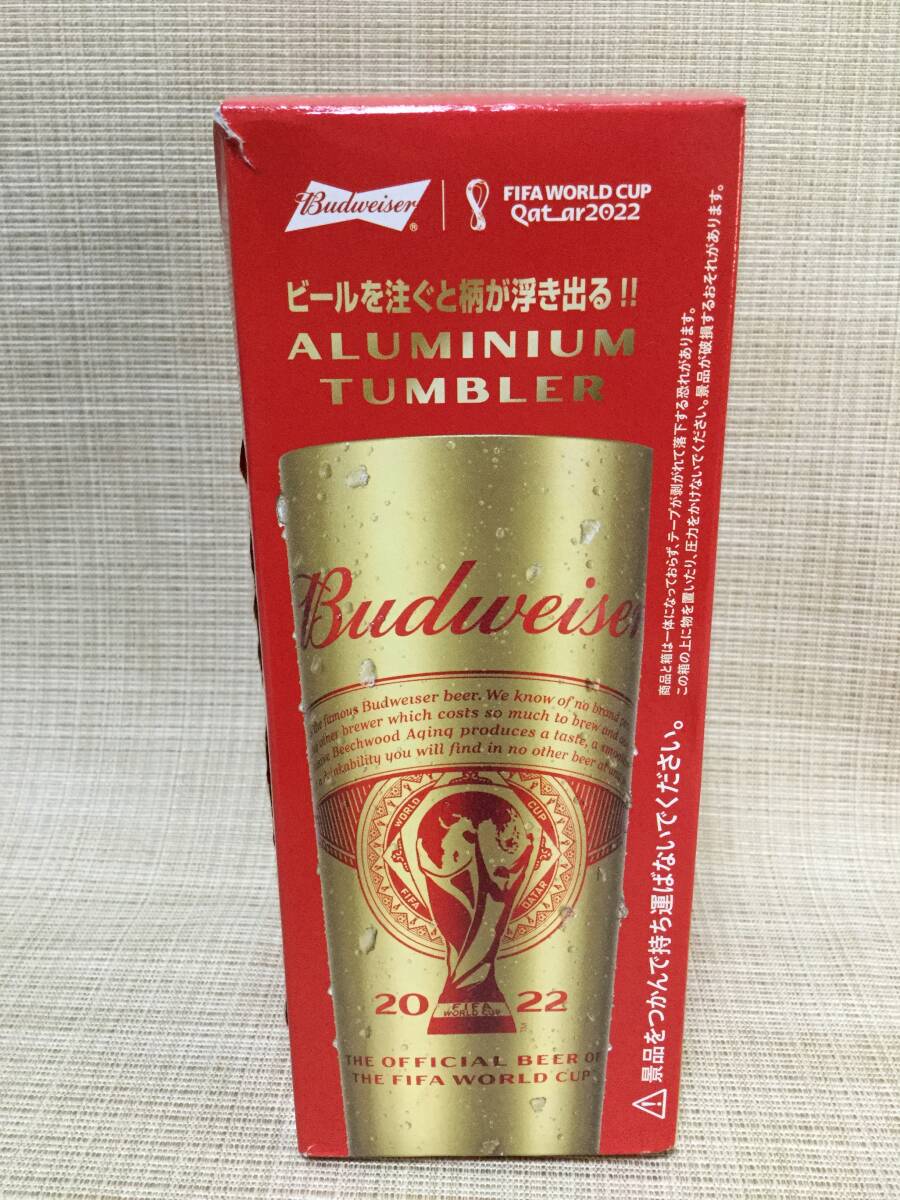 Budweiser®
FIFA WORLD CUP
Qatar2022
ビールを注ぐと柄が浮き出る!!
ALUMINIUM
TUMBLER
Budweiser
famous Budweiser beer. We know of no brand
brewer which costs so much to brew and
Beechwood Aging produces a taste, a
you will find in no other beer at
WORLD CUP
FIFA QATAR
20 22
FIFA
WORLD CUP
TM
THE OFFICIAL BEER OF
THE FIFA WORLD CUP
⚠景品をつかんで持ち運ばないでください。
商品と箱は一体になっておらず、テープが剥がれて落下する恐れがあります。
この箱の上に物を置いたり、圧力をかけないでください。景品が破損するおそれがあります。